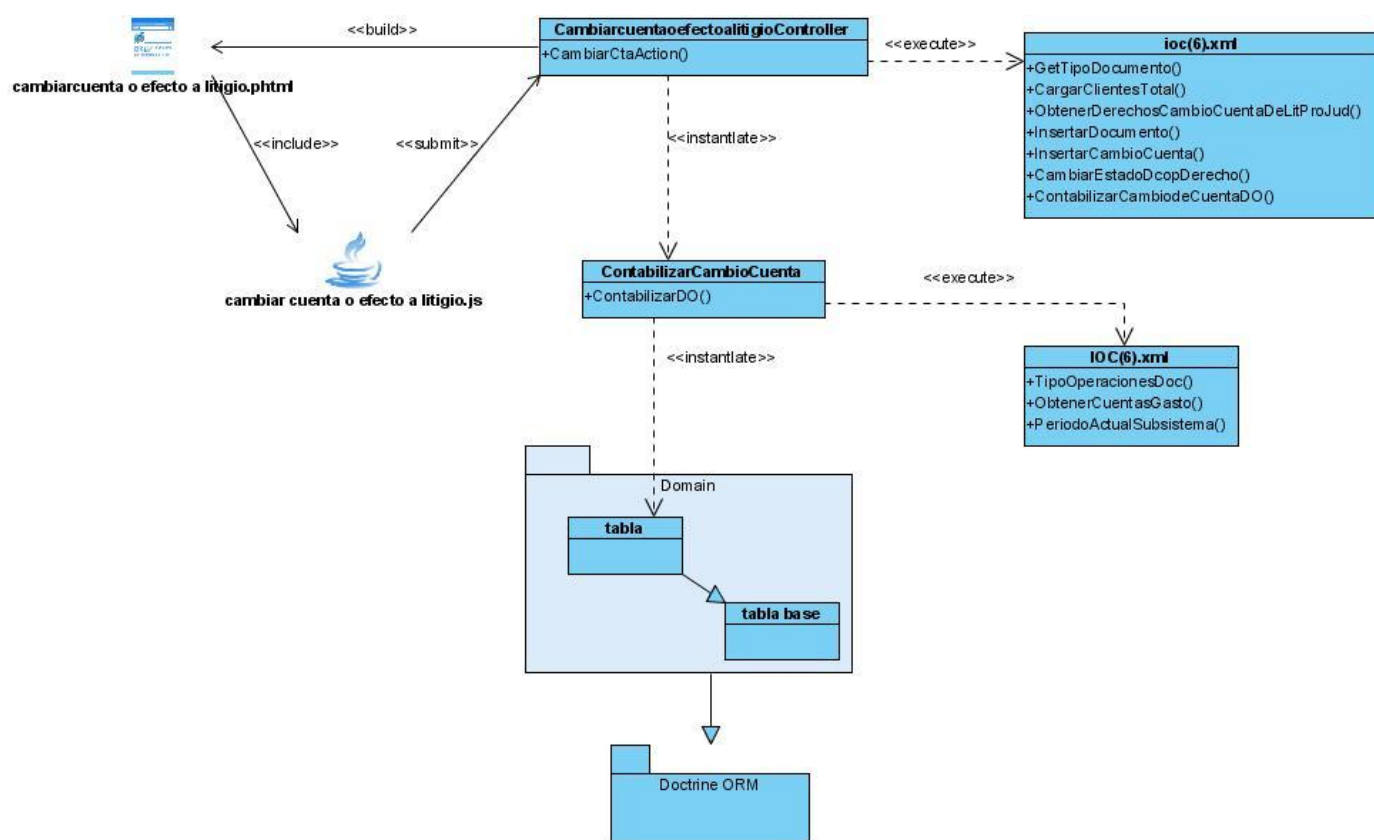 <<build>>
CambiarcuentaoefectoalitigioController
+CambiarCtaAction()
<<execute>>
ioc(6).xml
+GetTipoDocumento()
+CargarClientesTotal()
+ObtenerDerechosCambioCuentaDeLitProJud()
+InsertarDocumento()
+InsertarCambioCuenta()
+CambiarEstadoDcopDerecho()
+ContabilizarCambiodeCuentaDO()
cambiarcuenta o efecto a litigio.phtml
<<include>>
<<submit>>
<<instantiate>>
cambiar cuenta o efecto a litigio.js
ContabilizarCambioCuenta
+ContabilizarDO()
<<execute>>
<<instantiate>>
IOC(6).xml
+TipoOperacionesDoc()
+ObtenerCuentasGasto()
+PeriodoActualSubsistema()
Domain
tabla
tabla base
Doctrine ORM